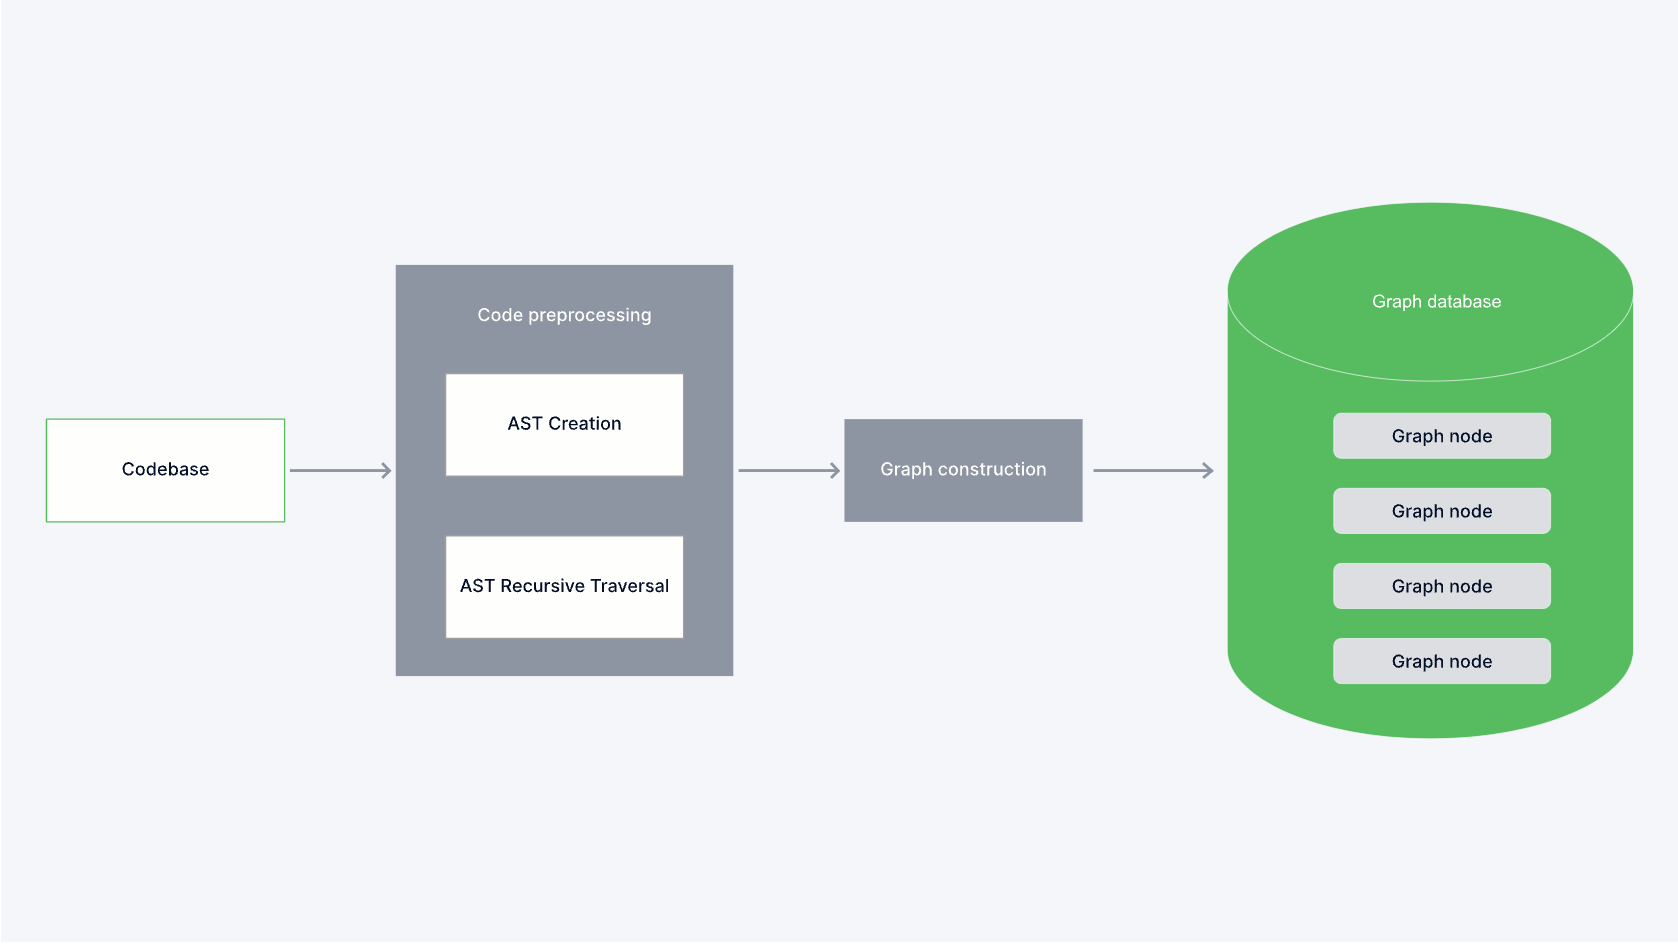 Codebase
Code preprocessing
AST Creation
AST Recursive Traversal
Graph construction
Graph database
Graph node
Graph node
Graph node
Graph node